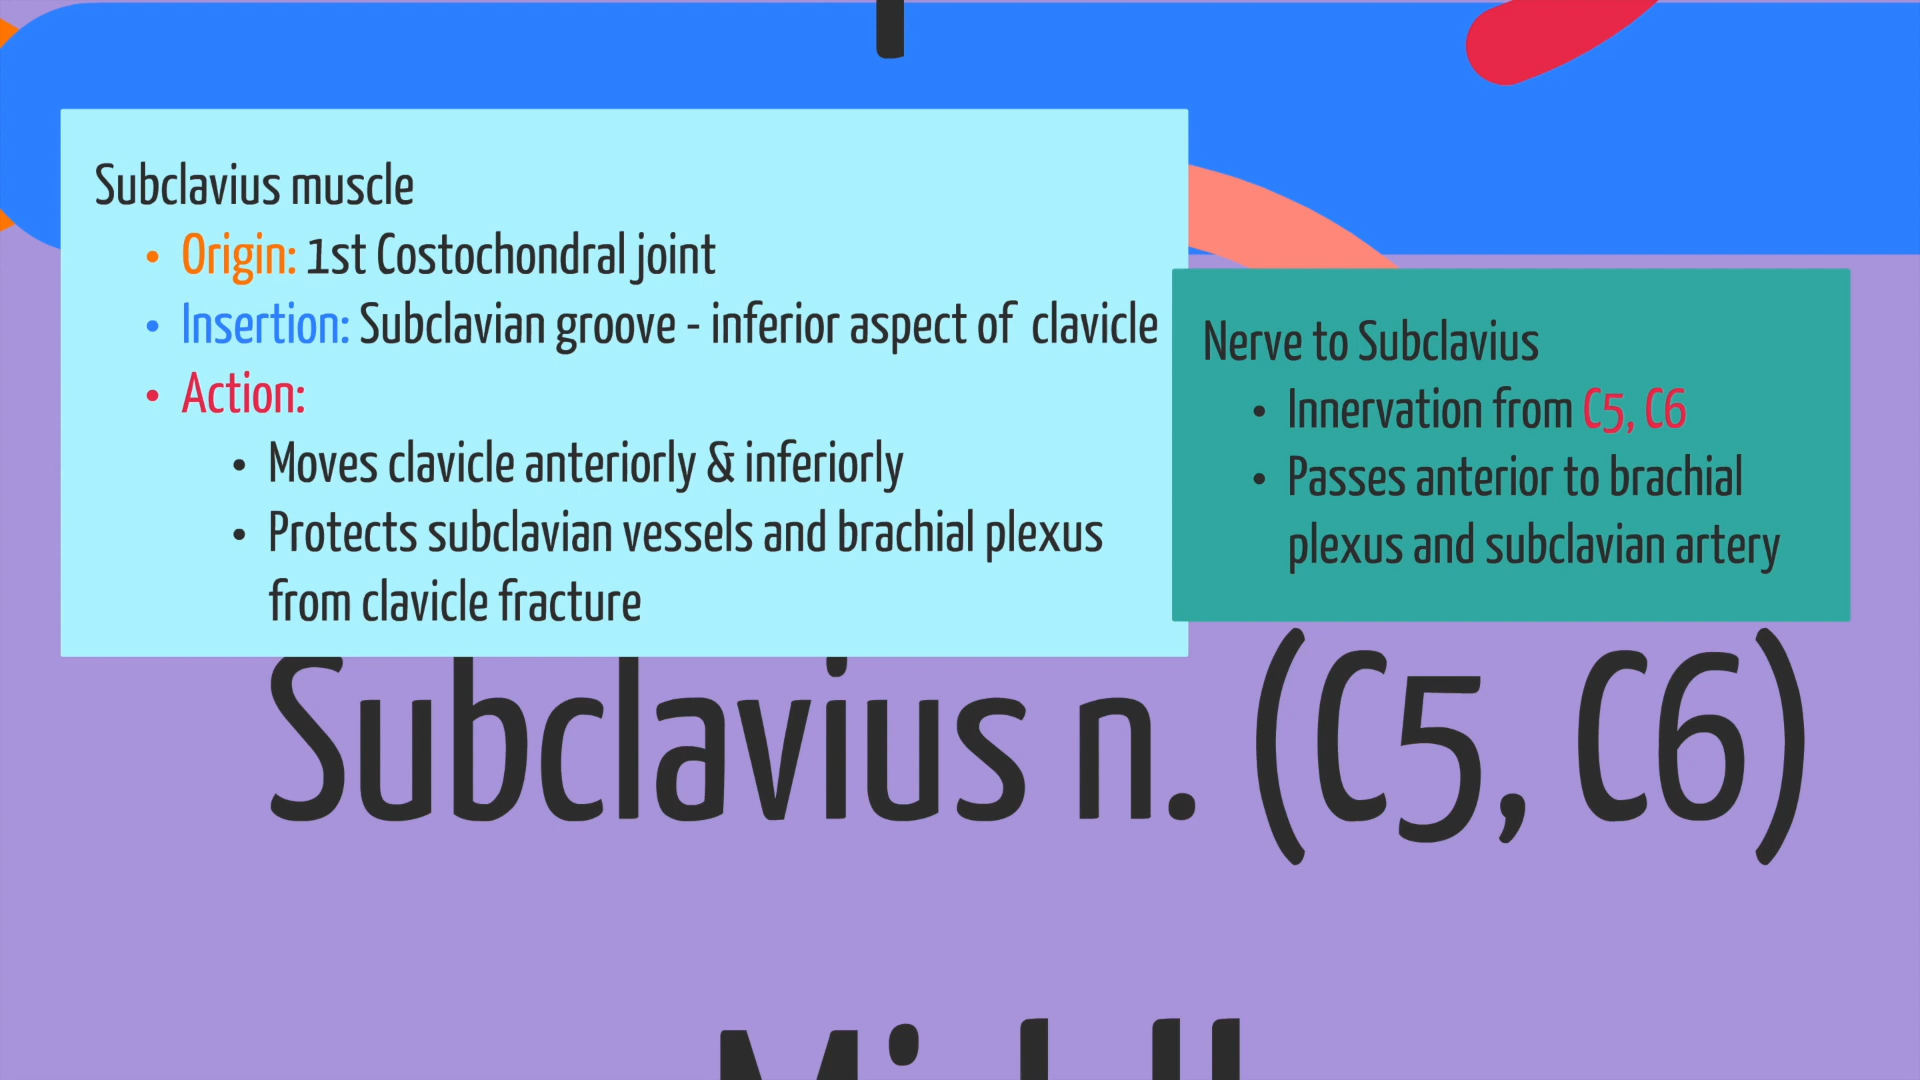 Subclavius muscle
• Origin: 1st Costochondral joint
• Insertion: Subclavian groove - inferior aspect of clavicle
• Action:
• Moves clavicle anteriorly & inferiorly
• Protects subclavian vessels and brachial plexus
from clavicle fracture
Nerve to Subclavius
• Innervation from C5, C6
• Passes anterior to brachial
plexus and subclavian artery
Subclavius n. (C5, C6)